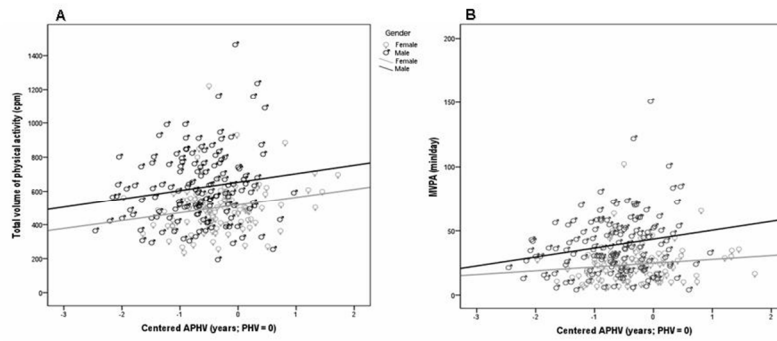 A
Total volume of physical activity (cpm)
1400
1200
1000
800
600
400
200
0
-3
-2
-1
0
1
2
Centered APHV (years; PHV = 0)
Gender
Female
Male
Female
Male
B
MVPA (min/day)
200
150
100
50
0
-3
-2
-1
0
1
2
Centered APHV (years; PHV = 0)